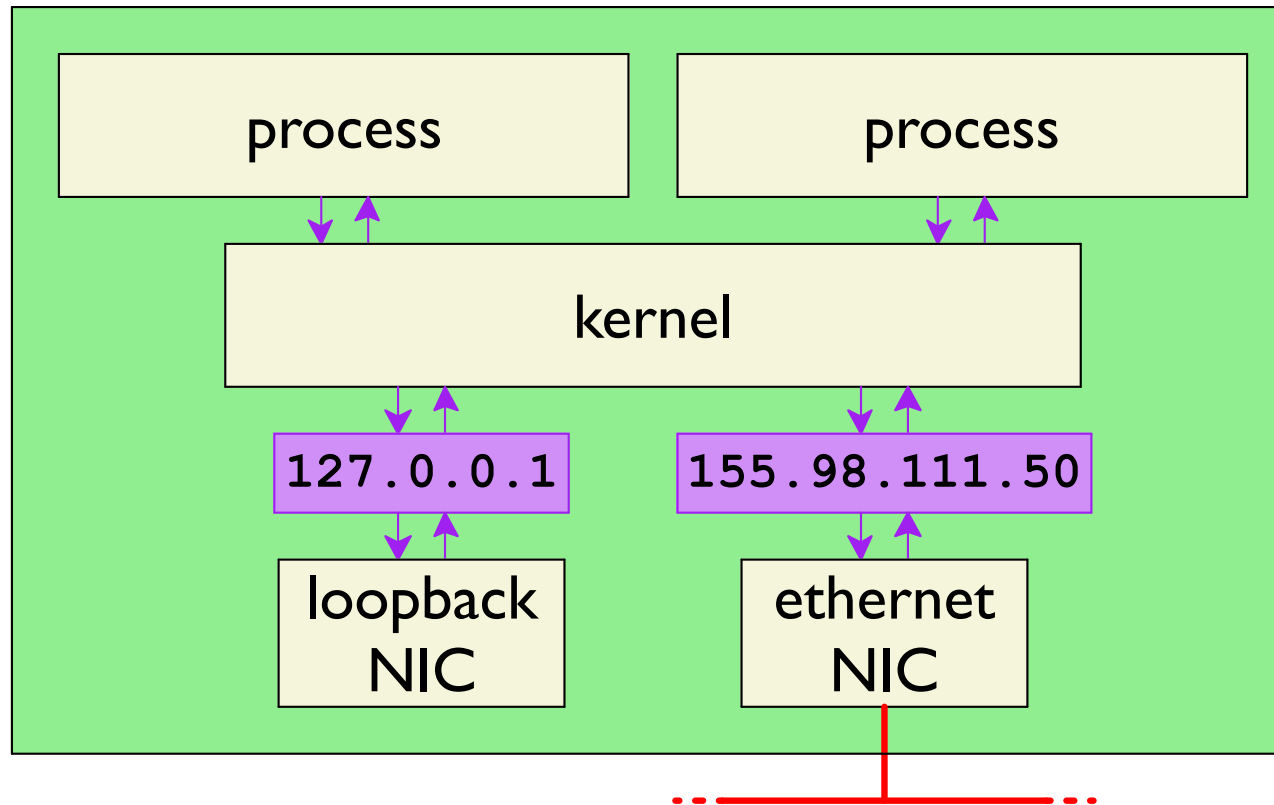 process
process
kernel
127.0.0.1
155.98.111.50
loopback
NIC
ethernet
NIC